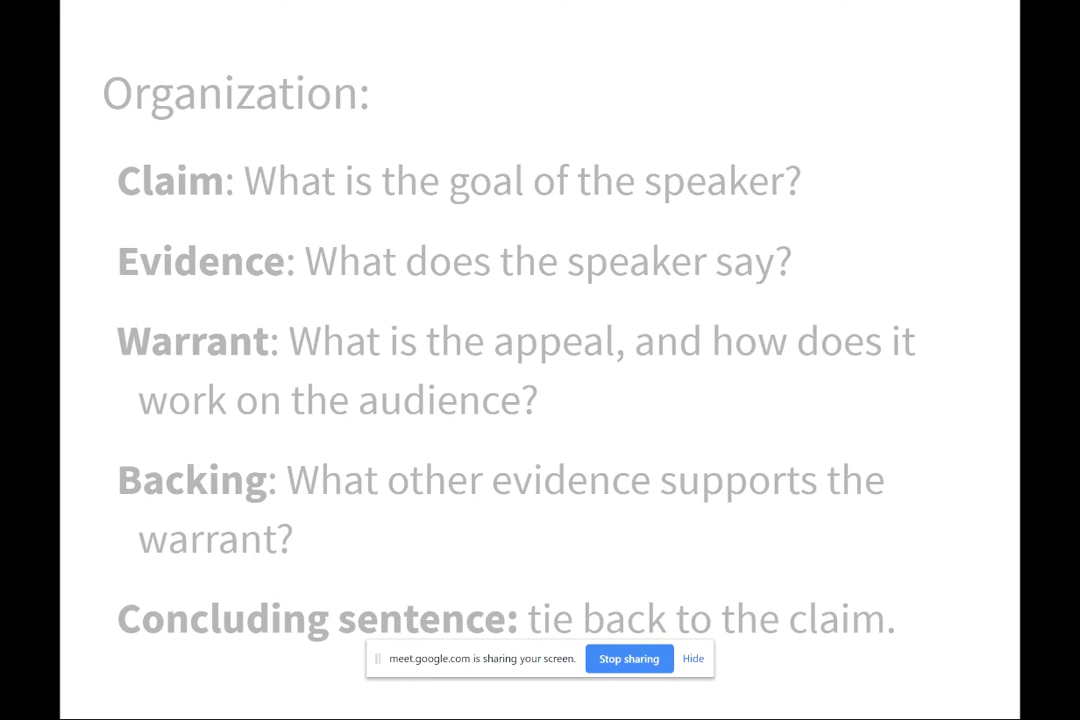 Organization:
Claim: What is the goal of the speaker?
Evidence: What does the speaker say?
Warrant: What is the appeal, and how does it
work on the audience?
Backing: What other evidence supports the
warrant?
Concluding sentence: tie back to the claim.
meet.google.com is sharing your screen. Stop sharing Hide